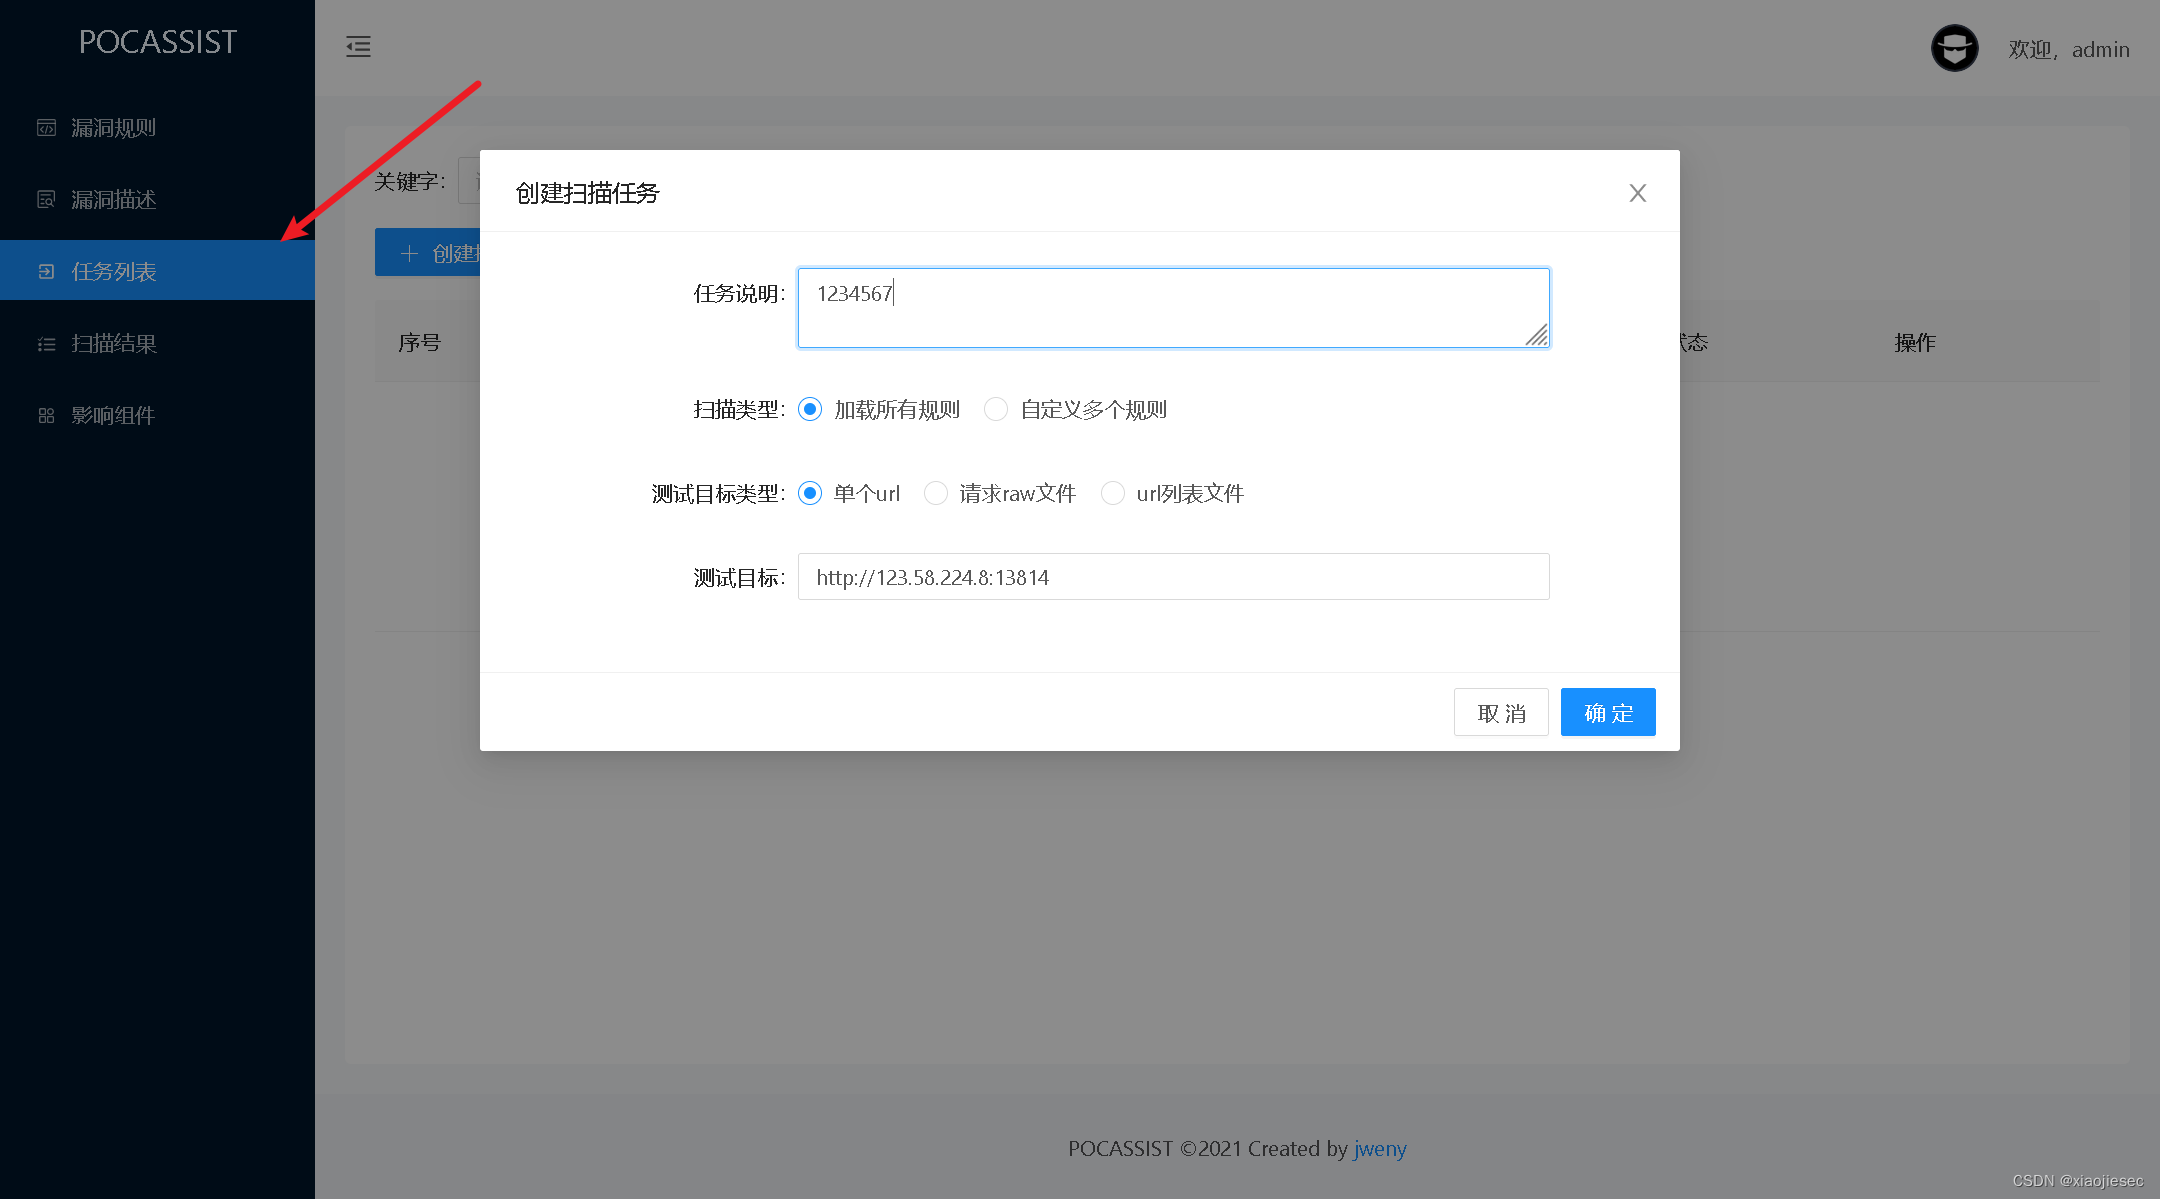 POCASSIST
欢迎，admin
漏洞规则
漏洞描述
任务列表
扫描结果
影响组件
关键字：
创建
序号
态
操作
创建扫描任务
任务说明：
1234567
扫描类型：
加载所有规则
自定义多个规则
测试目标类型：
单个url
请求raw文件
url列表文件
测试目标：
http://123.58.224.8:13814
取 消
确 定
POCASSIST ©2021 Created by jweny
CSDN @xiaojiesec